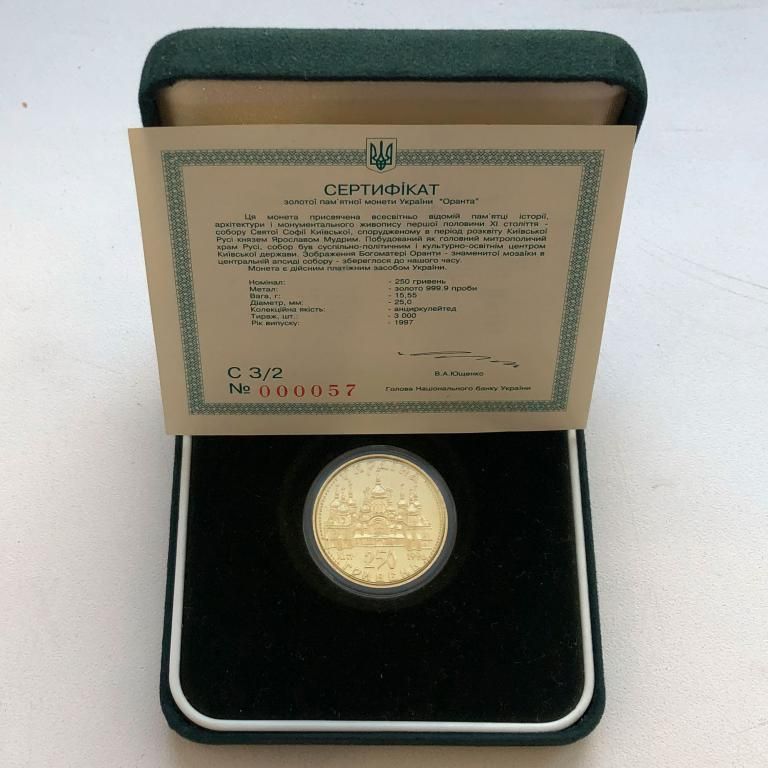 СЕРТИФІКАТ
золотої пам'ятної монети України "Оранта"
Ця монета присвячена всесвітньо відомій пам'ятці історії,
архітектури і монументального живопису першої половини XI століття -
собору Святої Софії Київської, спорудженому в період розквіту Київської
Русі князем Ярославом Мудрим. Побудований як головний митрополичий
храм Русі, собор був суспільно-політичним і культурно-освітнім центром
Київської держави. Зображення Богоматері Оранти - знаменитої мозаїки в
центральній апсиді собору - збереглося до нашого часу.
Монета є дійсним платіжним засобом України.
Номінал: - 250 гривень
Метал: - золото 999,9 проби
Вага, г: - 15,55
Діаметр, мм: - 25,0
Колекційна якість: - анциркулейтед
Тираж, шт.: - 3 000
Рік випуску: - 1997
С 3/2
№ 000057
В.А.Ющенко
Голова Національного банку України
УКРАЇНА
250
ГРИВЕНЬ